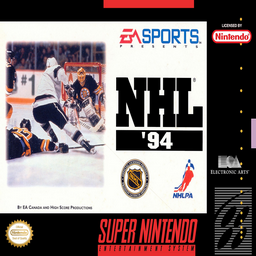 EA SPORTS
PRESENTS
LICENSED BY
Nintendo
NHL
'94
NHLPA
BY EA CANADA AND HIGH SCORE PRODUCTIONS
ELECTRONIC ARTS
SUPER NINTENDO
ENTERTAINMENT SYSTEM